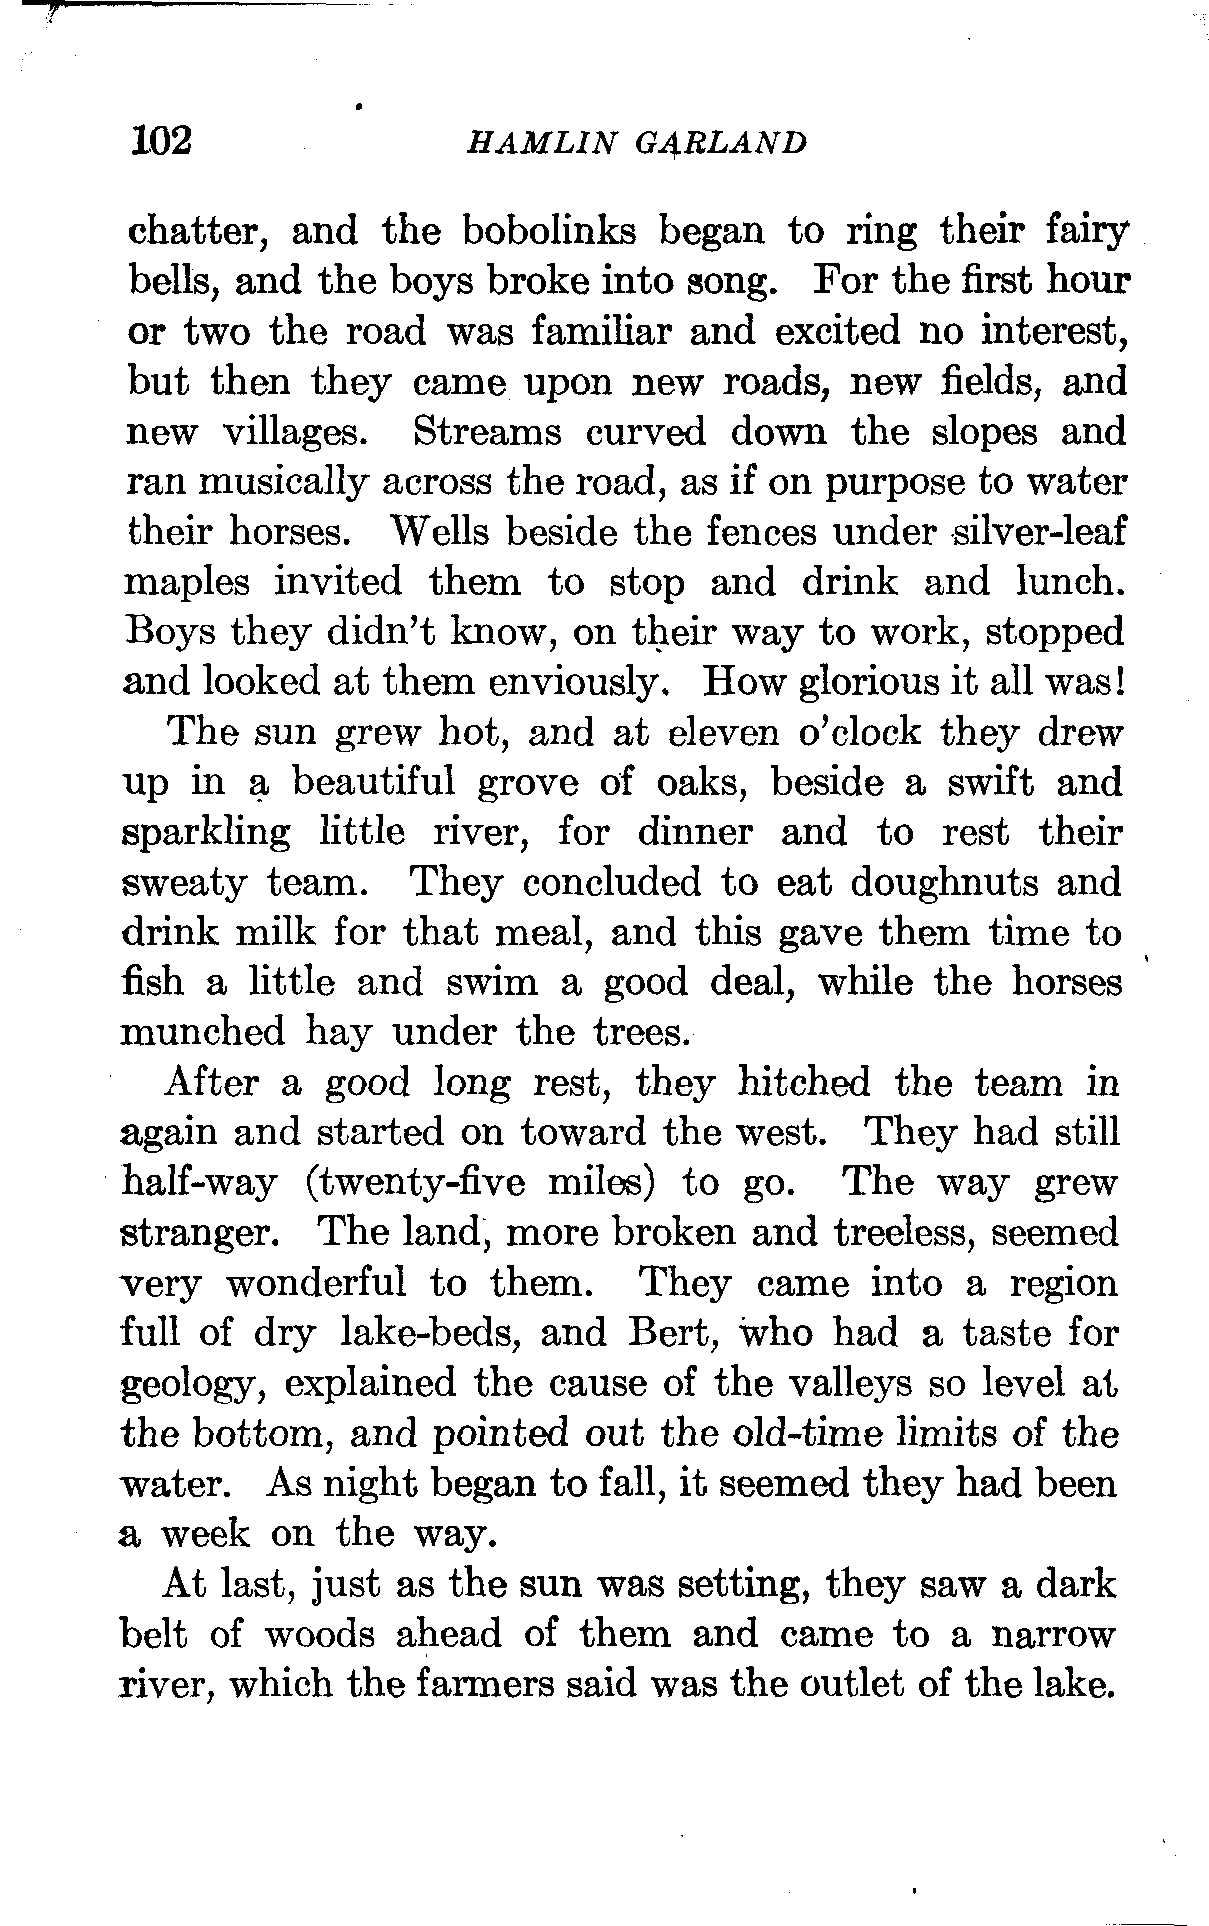 102 HAMLIN GARLAND
chatter, and the bobolinks began to ring their fairy
bells, and the boys broke into song. For the first hour
or two the road was familiar and excited no interest,
but then they came upon new roads, new fields, and
new villages. Streams curved down the slopes and
ran musically across the road, as if on purpose to water
their horses. Wells beside the fences under silver-leaf
maples invited them to stop and drink and lunch.
Boys they didn't know, on their way to work, stopped
and looked at them enviously. How glorious it all was!
The sun grew hot, and at eleven o'clock they drew
up in a beautiful grove of oaks, beside a swift and
sparkling little river, for dinner and to rest their
sweaty team. They concluded to eat doughnuts and
drink milk for that meal, and this gave them time to
fish a little and swim a good deal, while the horses
munched hay under the trees.
After a good long rest, they hitched the team in
again and started on toward the west. They had still
half-way (twenty-five miles) to go. The way grew
stranger. The land, more broken and treeless, seemed
very wonderful to them. They came into a region
full of dry lake-beds, and Bert, who had a taste for
geology, explained the cause of the valleys so level at
the bottom, and pointed out the old-time limits of the
water. As night began to fall, it seemed they had been
a week on the way.
At last, just as the sun was setting, they saw a dark
belt of woods ahead of them and came to a narrow
river, which the farmers said was the outlet of the lake.